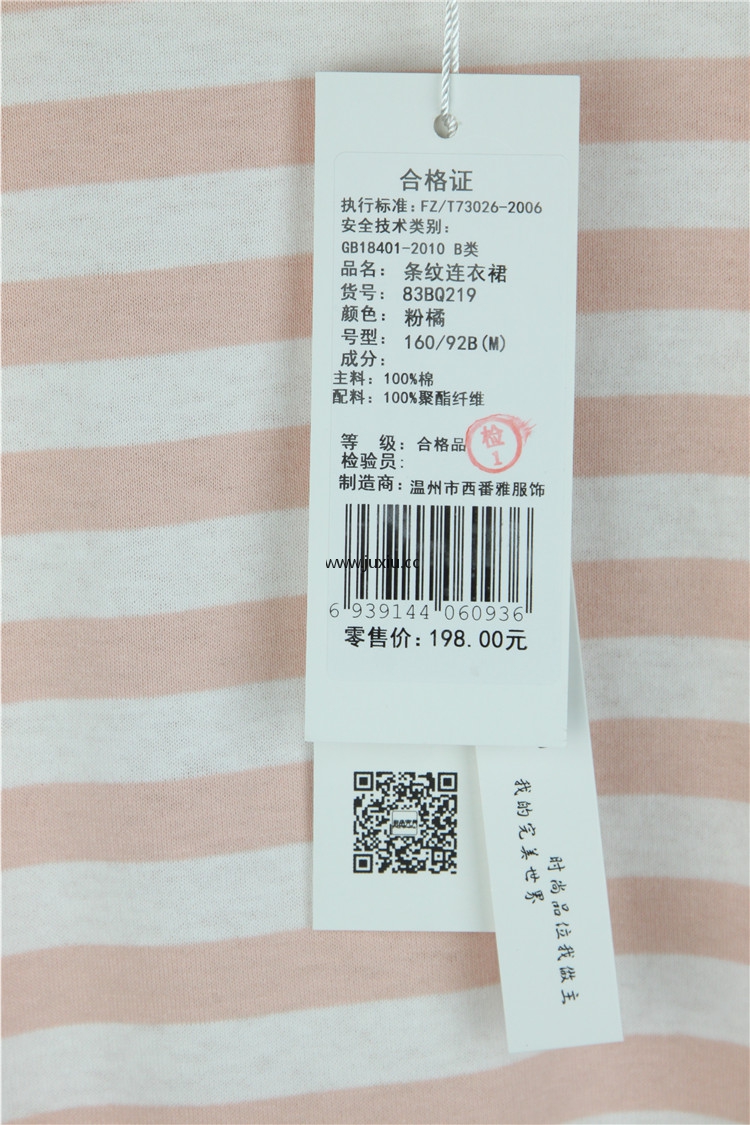 合格证
执行标准：FZ/T73026-2006
安全技术类别：
GB18401-2010 B类
品名： 条纹连衣裙
货号： 83BQ219
颜色： 粉橘
号型： 160/92B(M)
成分：
主料：100%棉
配料：100%聚酯纤维
等 级：合格品
检验员：
检
1
制造商：温州市西番雅服饰
www.juxiu.cc
6 939144 060936
零售价：198.00元
我的完美世界
时尚品位我做主